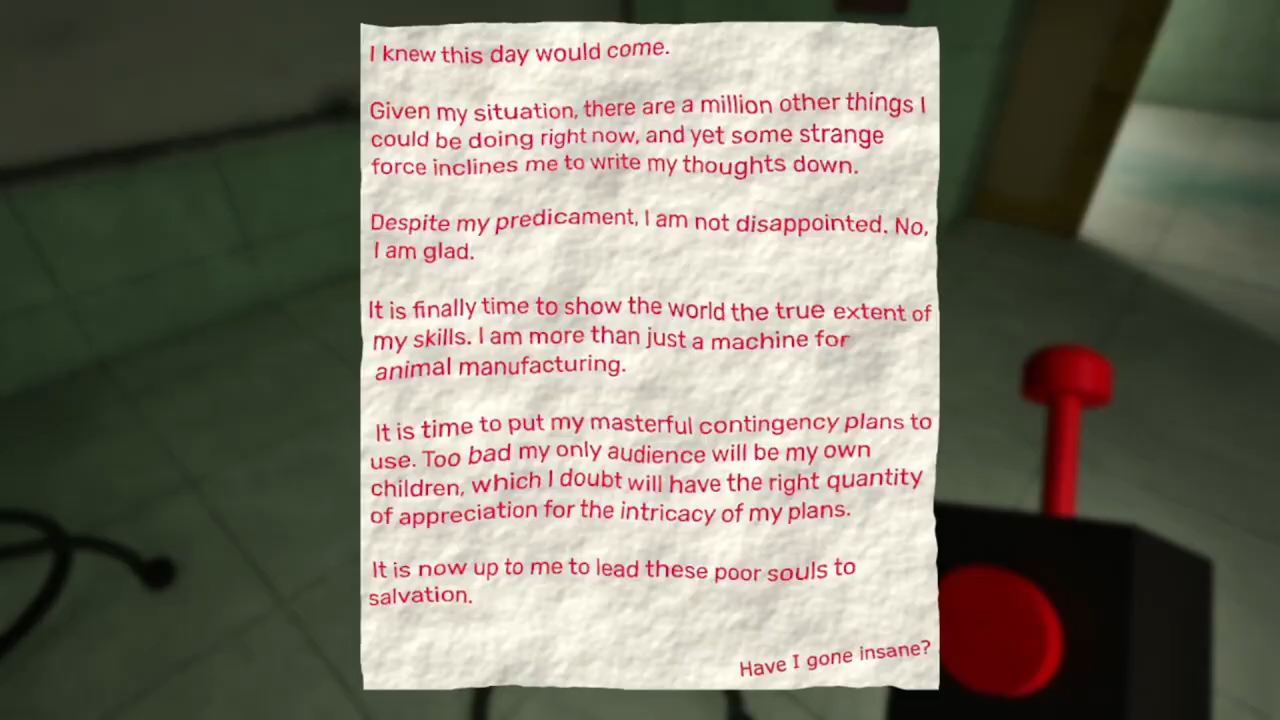 I knew this day would come.
Given my situation, there are a million other things I
could be doing right now, and yet some strange
force inclines me to write my thoughts down.
Despite my predicament, I am not disappointed. No,
I am glad.
It is finally time to show the world the true extent of
my skills. I am more than just a machine for
animal manufacturing.
It is time to put my masterful contingency plans to
use. Too bad my only audience will be my own
children, which I doubt will have the right quantity
of appreciation for the intricacy of my plans.
It is now up to me to lead these poor souls to
salvation.
Have I gone insane?